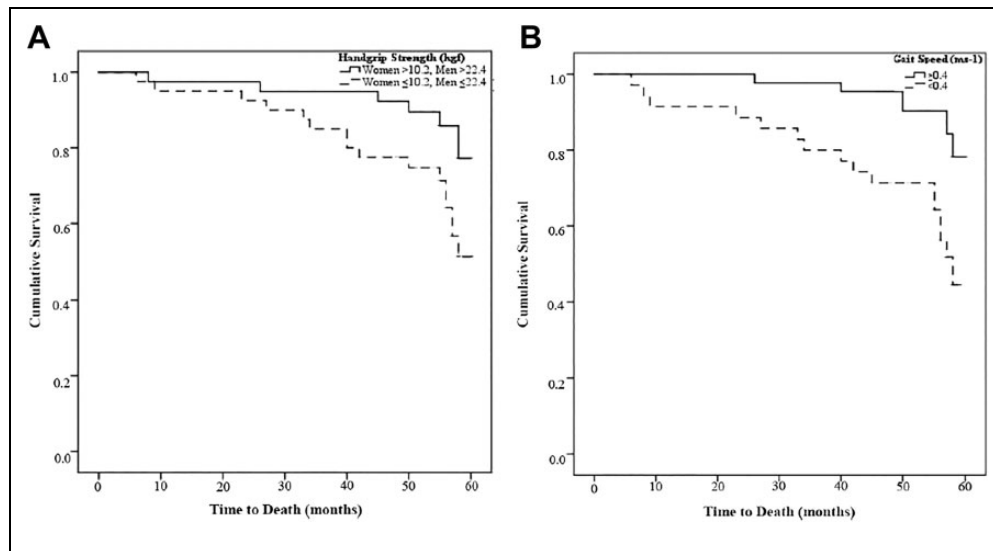 A
Handgrip Strength (kgf)
Women >10.2, Men >22.4
Women ≤10.2, Men ≤22.4
1.0
0.8
0.6
0.4
0.2
0.0
Cumulative Survival
0 10 20 30 40 50 60
Time to Death (months)
B
Gait Speed (ms-1)
≥0.4
<0.4
1.0
0.8
0.6
0.4
0.2
0.0
Cumulative Survival
0 10 20 30 40 50 60
Time to Death (months)